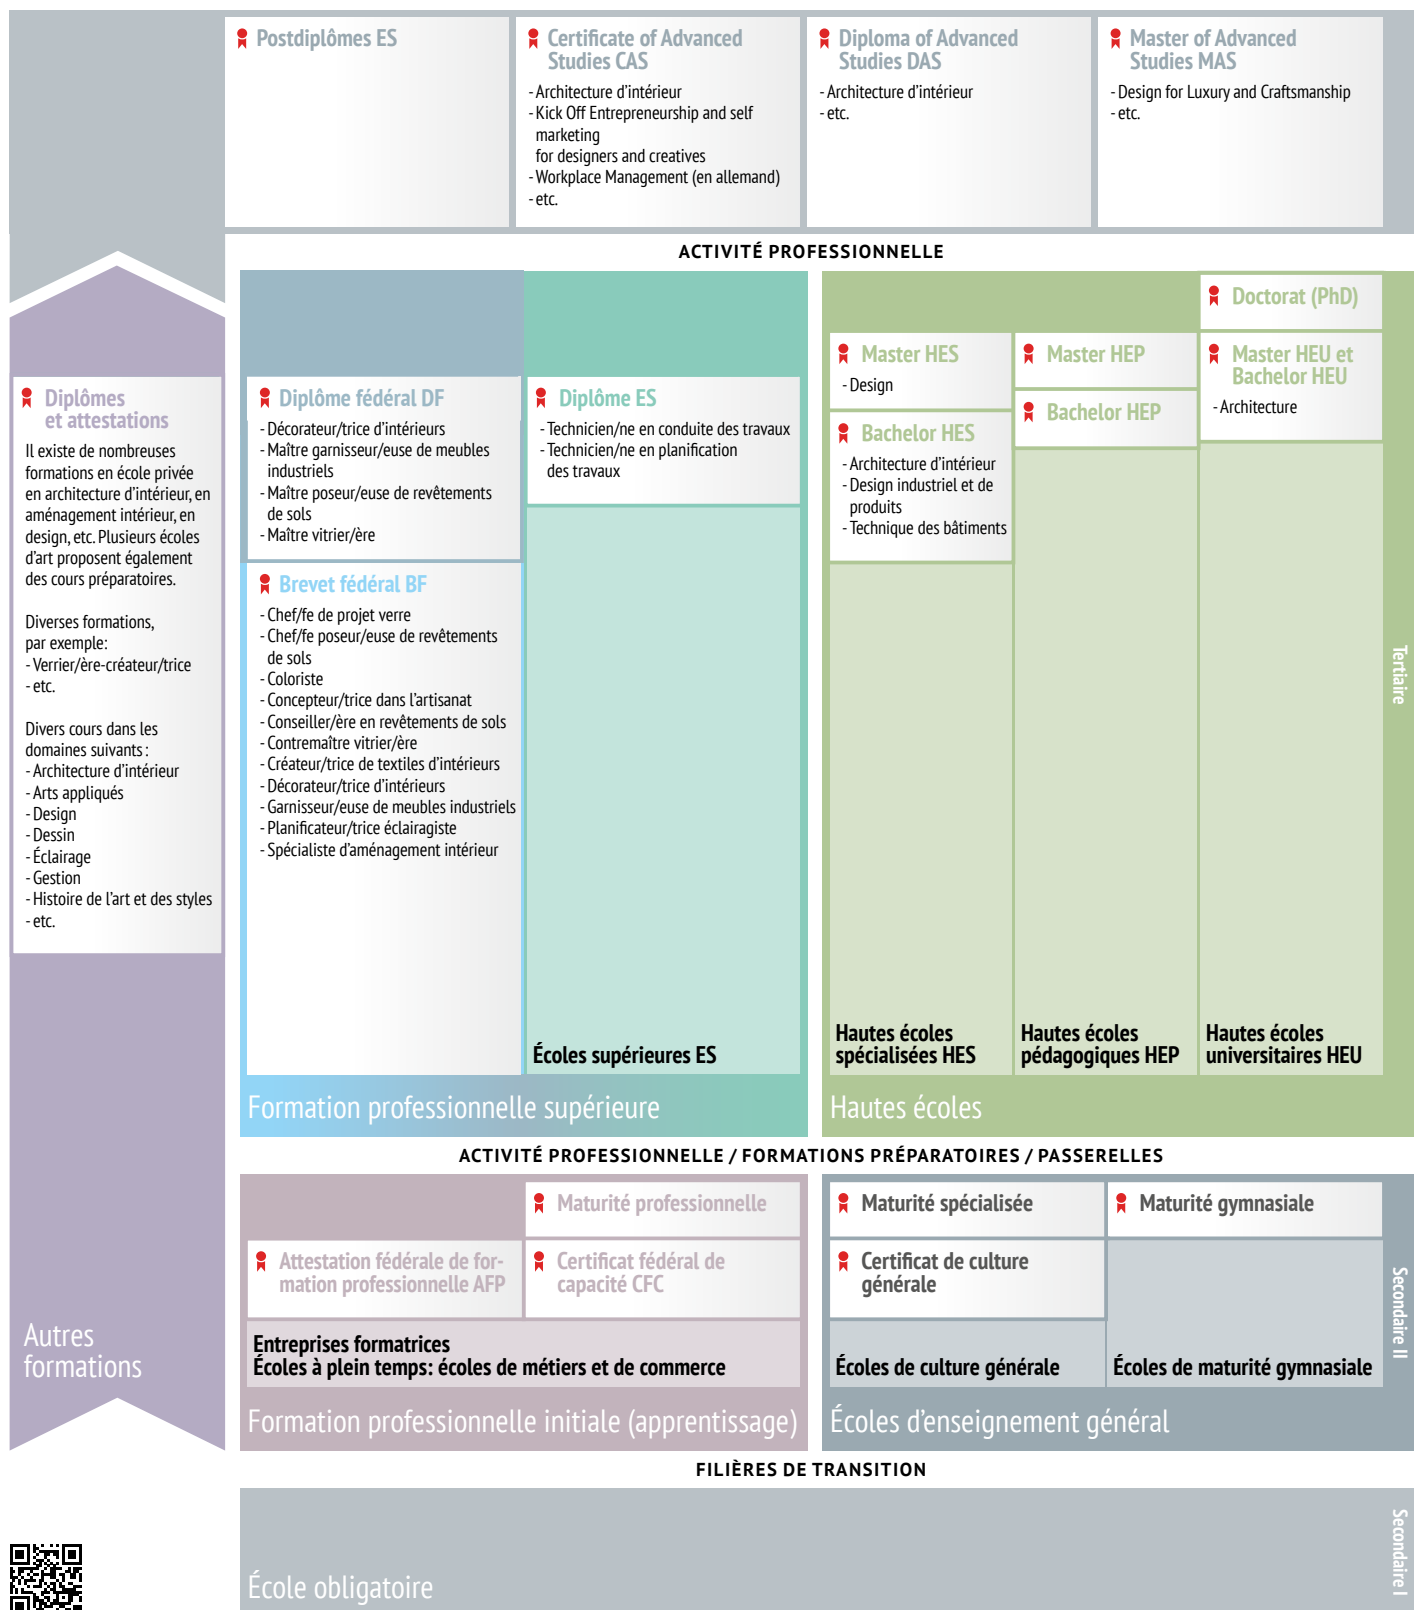 Postdiplômes ES
Certificate of Advanced
Studies CAS
- Architecture d'intérieur
- Kick Off Entrepreneurship and self
marketing
for designers and creatives
- Workplace Management (en allemand)
- etc.
Diploma of Advanced
Studies DAS
- Architecture d'intérieur
- etc.
Master of Advanced
Studies MAS
- Design for Luxury and Craftsmanship
- etc.
ACTIVITÉ PROFESSIONNELLE
Diplômes
et attestations
Il existe de nombreuses
formations en école privée
en architecture d'intérieur, en
aménagement intérieur, en
design, etc. Plusieurs écoles
d'art proposent également
des cours préparatoires.
Diverses formations,
par exemple:
- Verrier/ère-créateur/trice
- etc.
Divers cours dans les
domaines suivants :
- Architecture d'intérieur
- Arts appliqués
- Design
- Dessin
- Éclairage
- Gestion
- Histoire de l'art et des styles
- etc.
Autres
formations
Diplôme fédéral DF
- Décorateur/trice d'intérieurs
- Maître garnisseur/euse de meubles
industriels
- Maître poseur/euse de revêtements
de sols
- Maître vitrier/ère
Brevet fédéral BF
- Chef/fe de projet verre
- Chef/fe poseur/euse de revêtements
de sols
- Coloriste
- Concepteur/trice dans l'artisanat
- Conseiller/ère en revêtements de sols
- Contremaître vitrier/ère
- Créateur/trice de textiles d'intérieurs
- Décorateur/trice d'intérieurs
- Garnisseur/euse de meubles industriels
- Planificateur/trice éclairagiste
- Spécialiste d'aménagement intérieur
Diplôme ES
- Technicien/ne en conduite des travaux
- Technicien/ne en planification
des travaux
Écoles supérieures ES
Formation professionnelle supérieure
Master HES
- Design
Bachelor HES
- Architecture d'intérieur
- Design industriel et de
produits
- Technique des bâtiments
Hautes écoles
spécialisées HES
Master HEP
Bachelor HEP
Hautes écoles
pédagogiques HEP
Doctorat (PhD)
Master HEU et
Bachelor HEU
- Architecture
Hautes écoles
universitaires HEU
Hautes écoles
Tertiaire
ACTIVITÉ PROFESSIONNELLE / FORMATIONS PRÉPARATOIRES / PASSERELLES
Maturité professionnelle
Attestation fédérale de for-
mation professionnelle AFP
Certificat fédéral de
capacité CFC
Entreprises formatrices
Écoles à plein temps: écoles de métiers et de commerce
Formation professionnelle initiale (apprentissage)
Maturité spécialisée
Certificat de culture
générale
Écoles de culture générale
Maturité gymnasiale
Écoles de maturité gymnasiale
Écoles d'enseignement général
Secondaire II
FILIÈRES DE TRANSITION
École obligatoire
Secondaire I